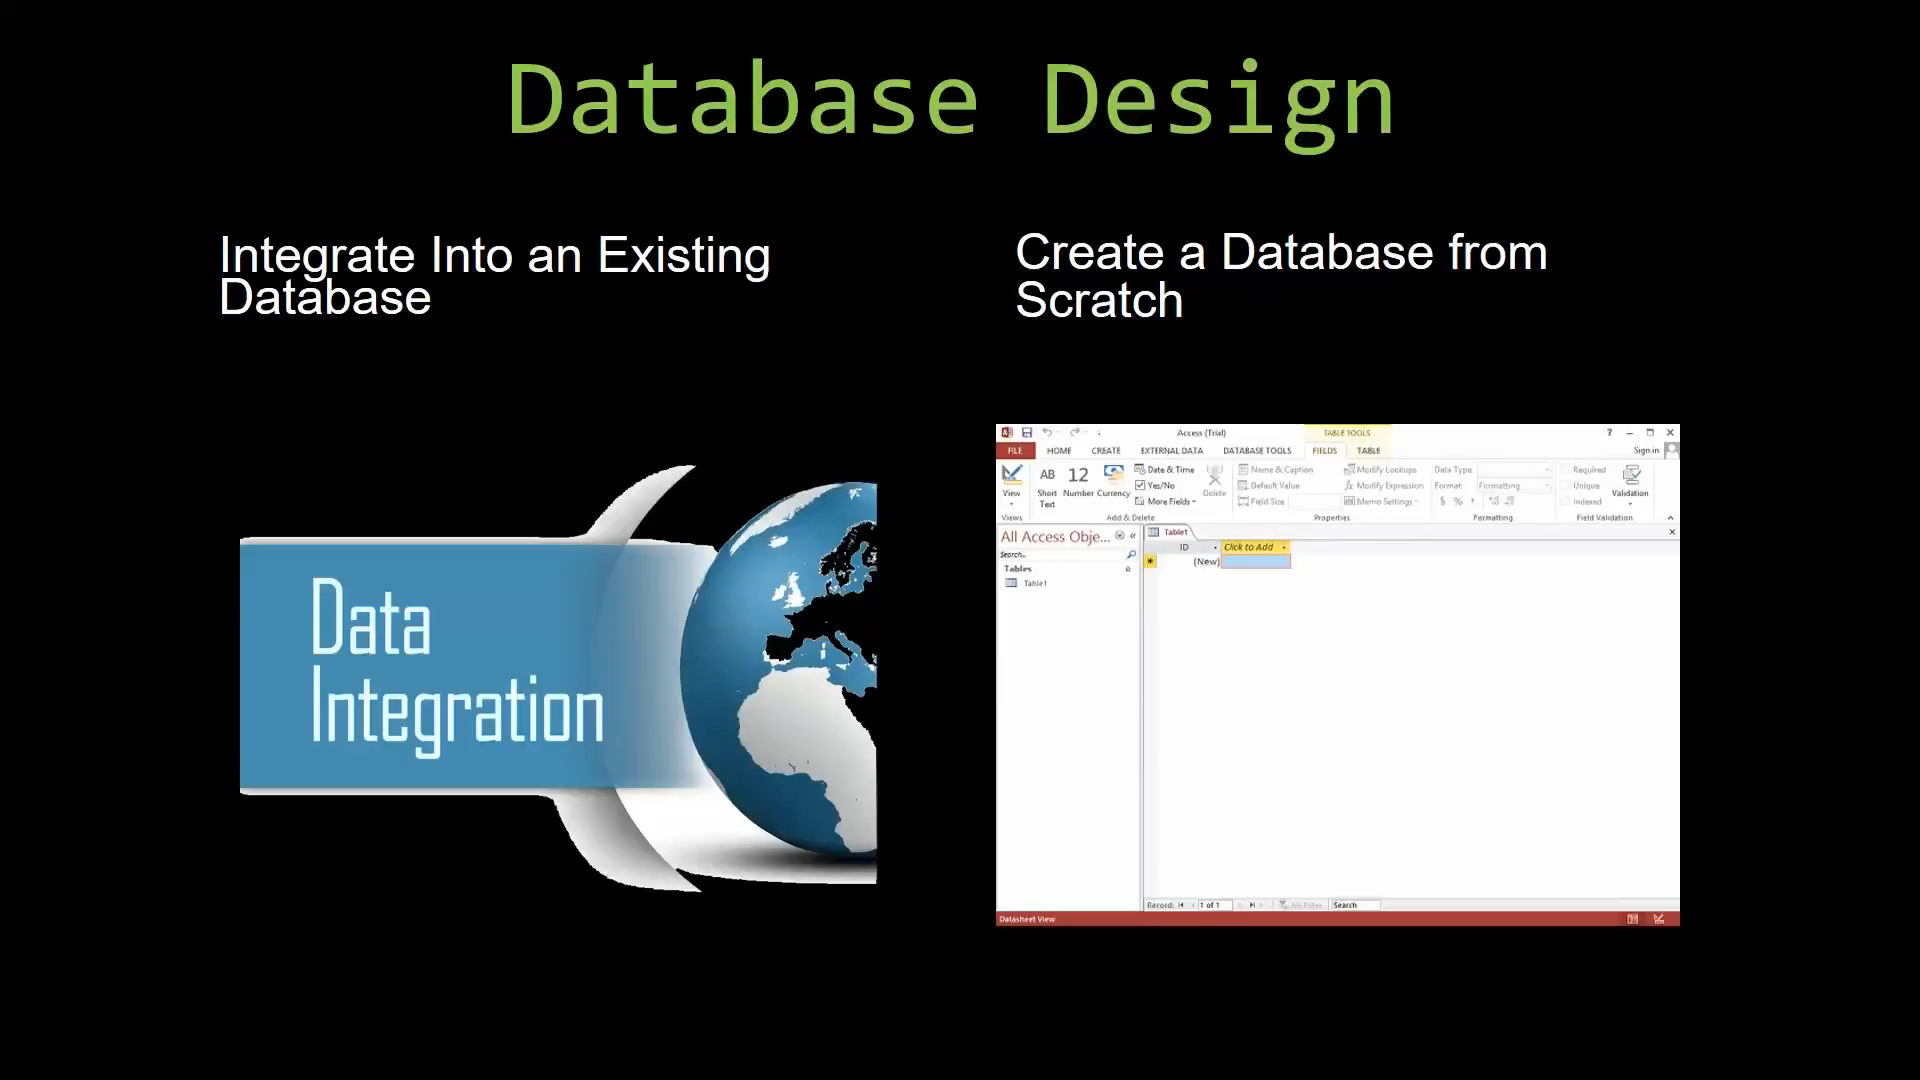 Database Design
Integrate Into an Existing
Database
Create a Database from
Scratch
Data
Integration
Access (Trial)
TABLE TOOLS
?
FILE HOME CREATE EXTERNAL DATA DATABASE TOOLS FIELDS TABLE
Sign in
View
Views
AB
Short
Text
12
Number
Currency
Date & Time
Yes/No
More Fields
Delete
Add & Delete
Name & Caption
Default Value
Field Size
Modify Lookups
Modify Expression
Memo Settings
Properties
Data Type
Format: Formatting
$ %
Formatting
Required
Unique
Indexed
Validation
Field Validation
All Access Obje...
Search...
Tables
Table1
Table1
ID Click to Add
(New)
Record: 1 of 1 No Filter Search
Datasheet View